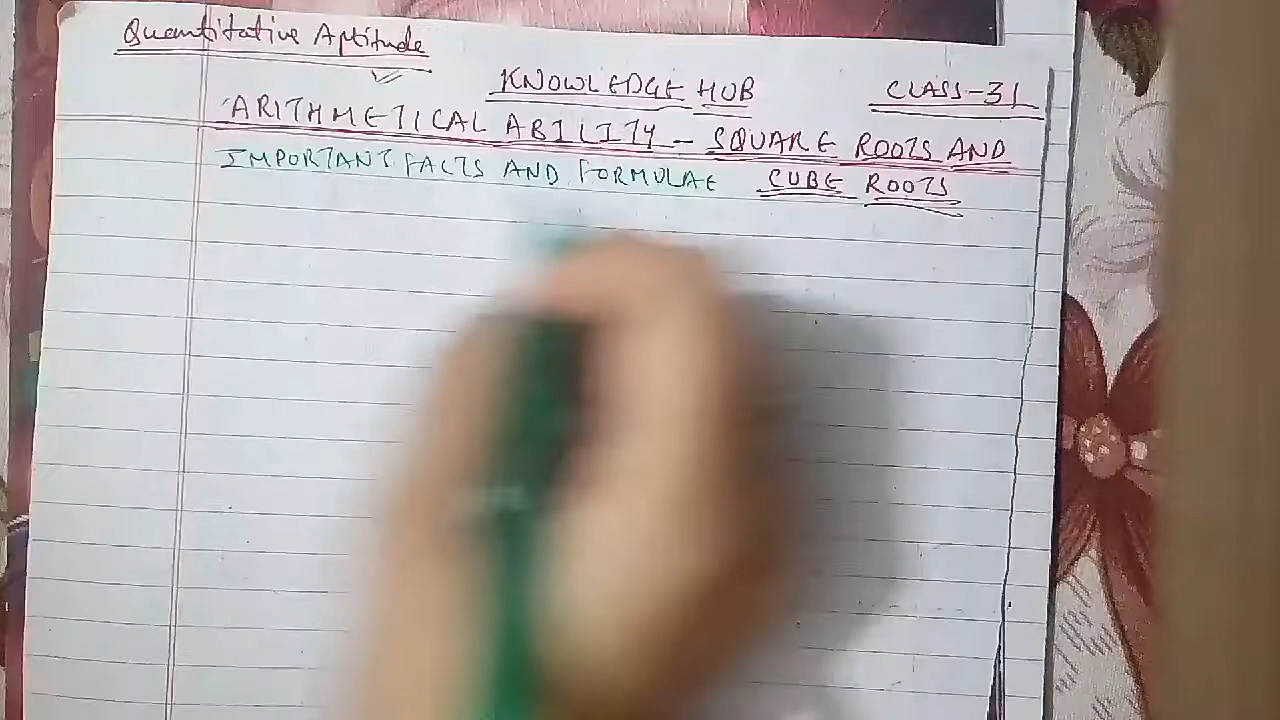 Quantitative Aptitude
KNOWLEDGE HUB CLASS-31
ARITHMETICAL ABILITY - SQUARE ROOTS AND
IMPORTANT FACTS AND FORMULAE CUBE ROOTS